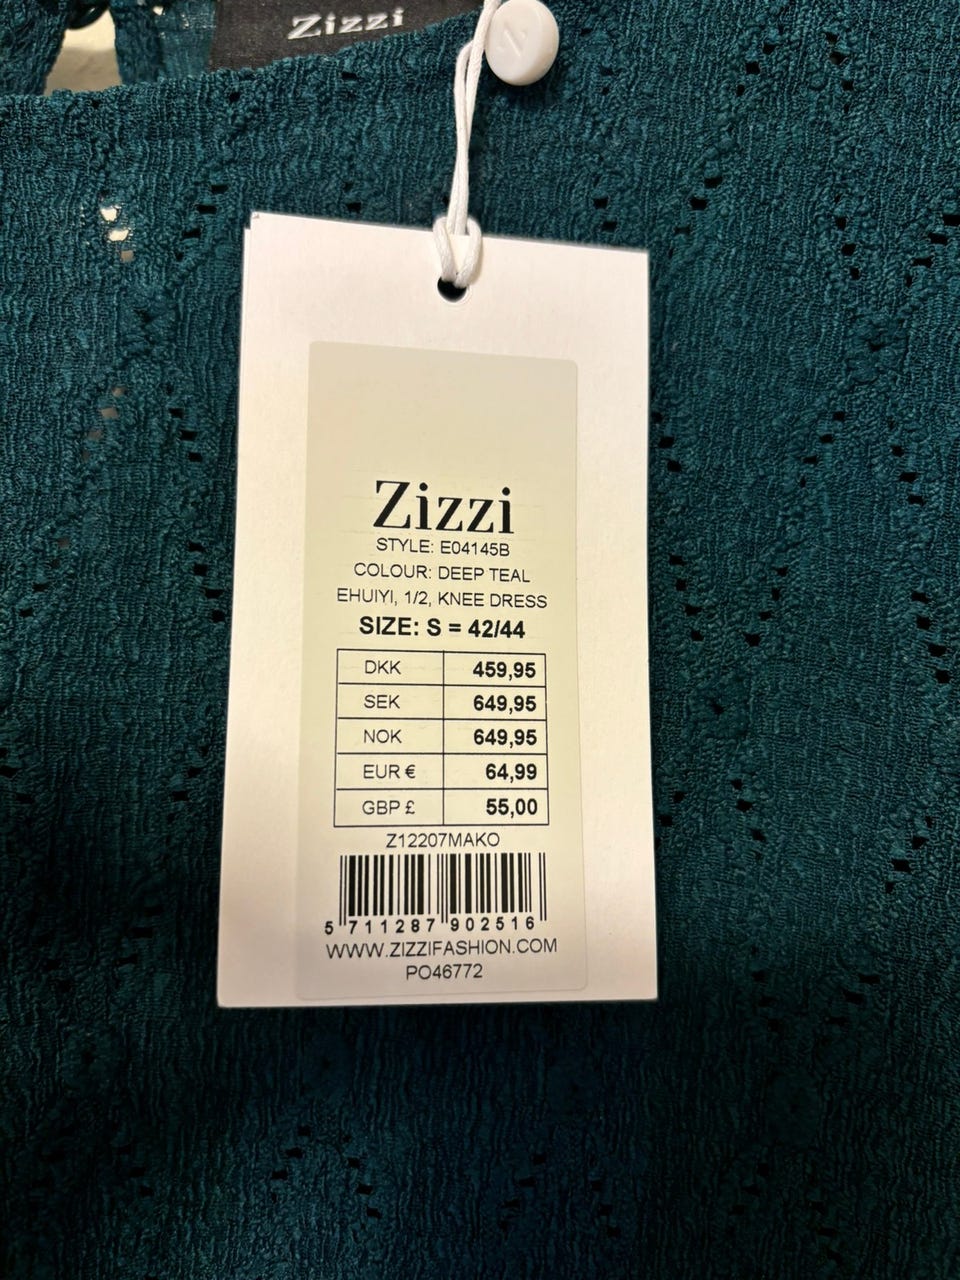 Zizzi
Z
Zizzi
STYLE: E04145B
COLOUR: DEEP TEAL
EHUIYI, 1/2, KNEE DRESS
SIZE: S = 42/44
DKK 459,95
SEK 649,95
NOK 649,95
EUR € 64,99
GBP £ 55,00
Z12207MAKO
5 711287 902516
WWW.ZIZZIFASHION.COM
PO46772